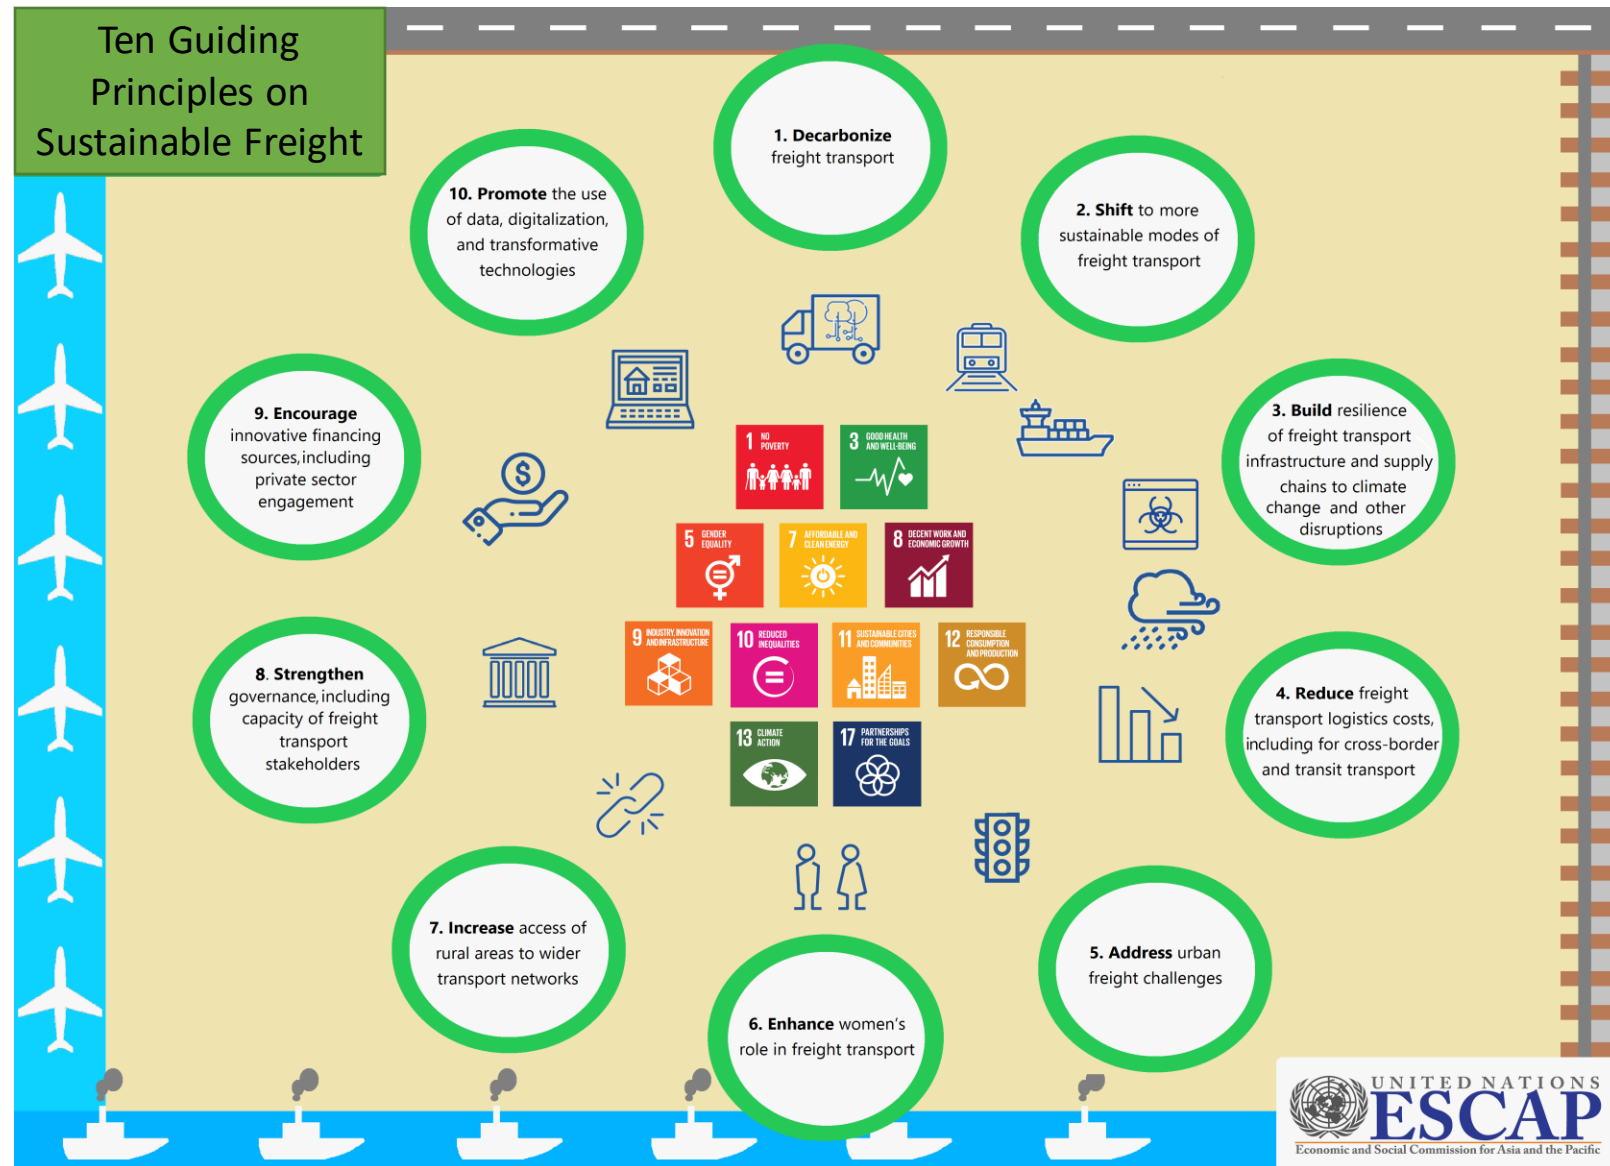 Ten Guiding
Principles on
Sustainable Freight
1. Decarbonize
freight transport
2. Shift to more
sustainable modes of
freight transport
3. Build resilience
of freight transport
infrastructure and supply
chains to climate
change and other
disruptions
4. Reduce freight
transport logistics costs,
including for cross-border
and transit transport
5. Address urban
freight challenges
6. Enhance women's
role in freight transport
7. Increase access of
rural areas to wider
transport networks
8. Strengthen
governance, including
capacity of freight
transport
stakeholders
9. Encourage
innovative financing
sources, including
private sector
engagement
10. Promote the use
of data, digitalization,
and transformative
technologies
$
1 NO
POVERTY
3 GOOD HEALTH
AND WELL-BEING
5 GENDER
EQUALITY
7 AFFORDABLE AND
CLEAN ENERGY
8 DECENT WORK AND
ECONOMIC GROWTH
9 INDUSTRY, INNOVATION
AND INFRASTRUCTURE
10 REDUCED
INEQUALITIES
11 SUSTAINABLE CITIES
AND COMMUNITIES
12 RESPONSIBLE
CONSUMPTION
AND PRODUCTION
13 CLIMATE
ACTION
17 PARTNERSHIPS
FOR THE GOALS
UNITED NATIONS
ESCAP
Economic and Social Commission for Asia and the Pacific